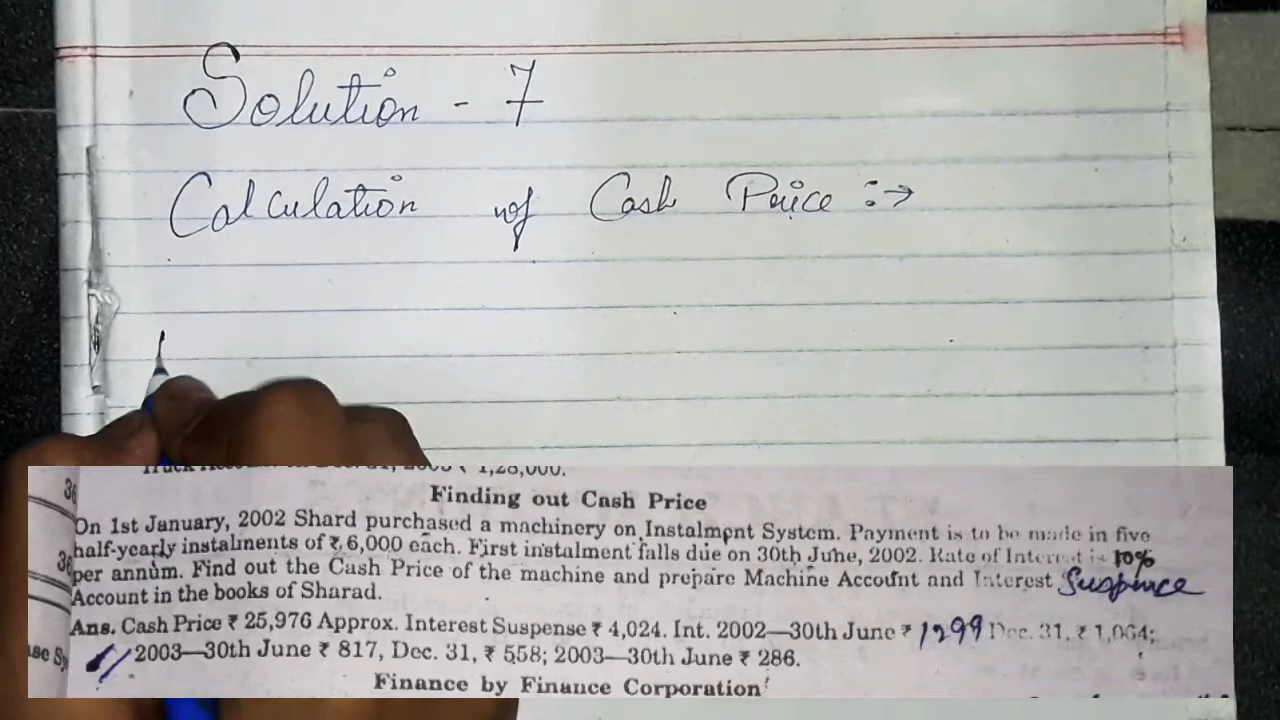 Solution - 7
Calculation of Cash Price :→
1,28,000.
Finding out Cash Price
On 1st January, 2002 Shard purchased a machinery on Instalment System. Payment is to be made in five
half-yearly instalments of ₹ 6,000 each. First instalment falls due on 30th June, 2002. Rate of Interest is 10%
per annum. Find out the Cash Price of the machine and prepare Machine Account and Interest Suspence
Account in the books of Sharad.
Ans. Cash Price ₹ 25,976 Approx. Interest Suspense ₹ 4,024. Int. 2002—30th June ₹ 1299 Dec. 31, ₹ 1,064;
2003—30th June ₹ 817, Dec. 31, ₹ 558; 2003—30th June ₹ 286.
Finance by Finance Corporation